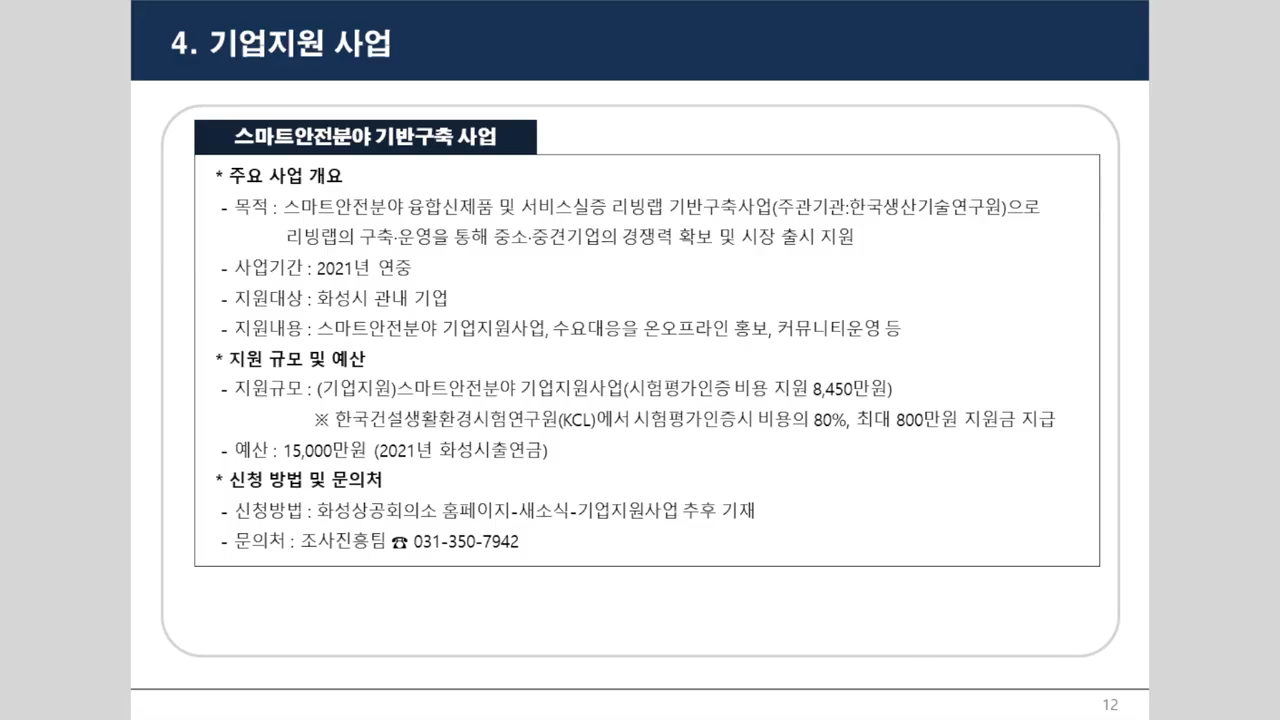 4. 기업지원 사업
스마트안전분야 기반구축 사업
* 주요 사업 개요
- 목적 : 스마트안전분야 융합신제품 및 서비스실증 리빙랩 기반구축사업(주관기관:한국생산기술연구원)으로
리빙랩의 구축·운영을 통해 중소·중견기업의 경쟁력 확보 및 시장 출시 지원
- 사업기간 : 2021년 연중
- 지원대상 : 화성시 관내 기업
- 지원내용 : 스마트안전분야 기업지원사업, 수요대응을 온오프라인 홍보, 커뮤니티운영 등
* 지원 규모 및 예산
- 지원규모 : (기업지원)스마트안전분야 기업지원사업(시험평가인증 비용 지원 8,450만원)
※ 한국건설생활환경시험연구원(KCL)에서 시험평가인증시 비용의 80%, 최대 800만원 지원금 지급
- 예산 : 15,000만원 (2021년 화성시출연금)
* 신청 방법 및 문의처
- 신청방법 : 화성상공회의소 홈페이지-새소식-기업지원사업 추후 기재
- 문의처 : 조사진흥팀 ☎ 031-350-7942
12